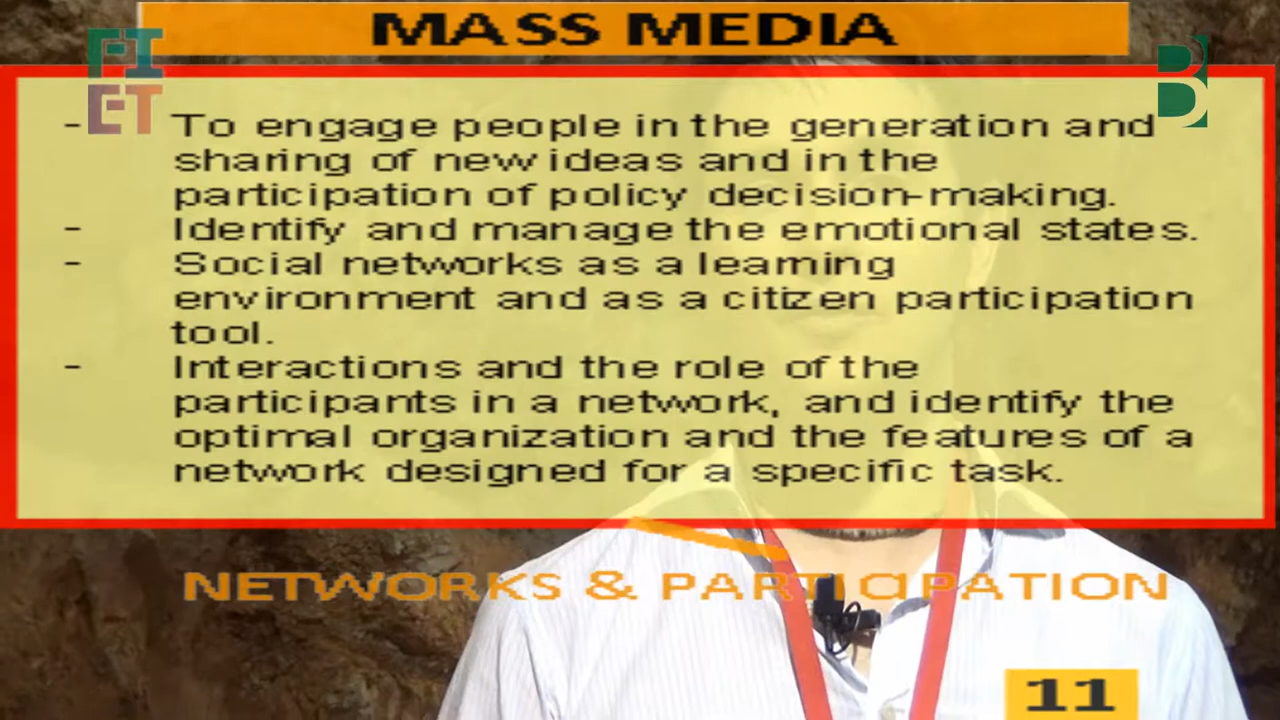 MASS MEDIA
PI
ET
B
- To engage people in the generation and
sharing of new ideas and in the
participation of policy decision-making.
- Identify and manage the emotional states.
- Social networks as a learning
environment and as a citizen participation
tool.
- Interactions and the role of the
participants in a network, and identify the
optimal organization and the features of a
network designed for a specific task.
NETWORKS & PARTICIPATION
11